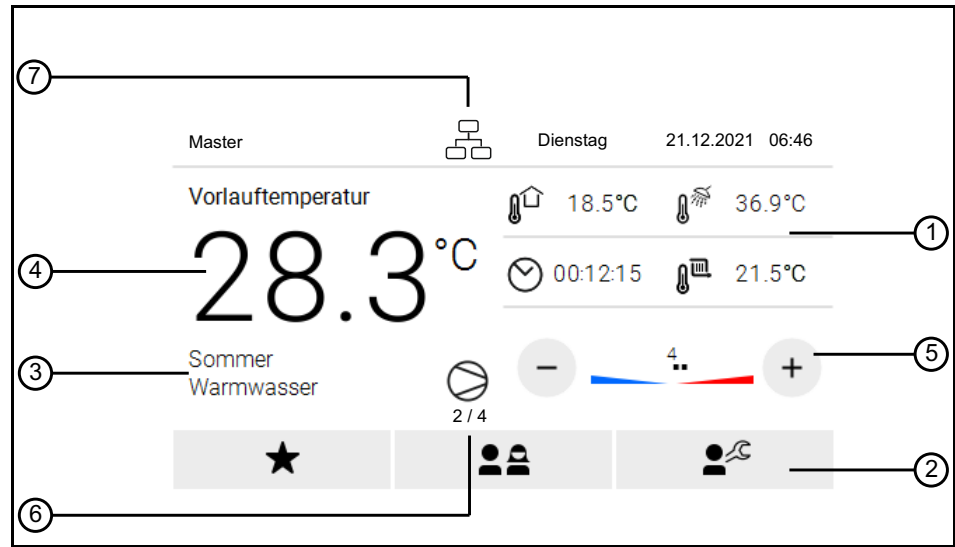 7
Master Dienstag 21.12.2021 06:46
Vorlauftemperatur
18.5°C 36.9°C
1
4
28.3°C
00:12:15 21.5°C
3
Sommer
Warmwasser
− 4 +
5
2 / 4
2
6